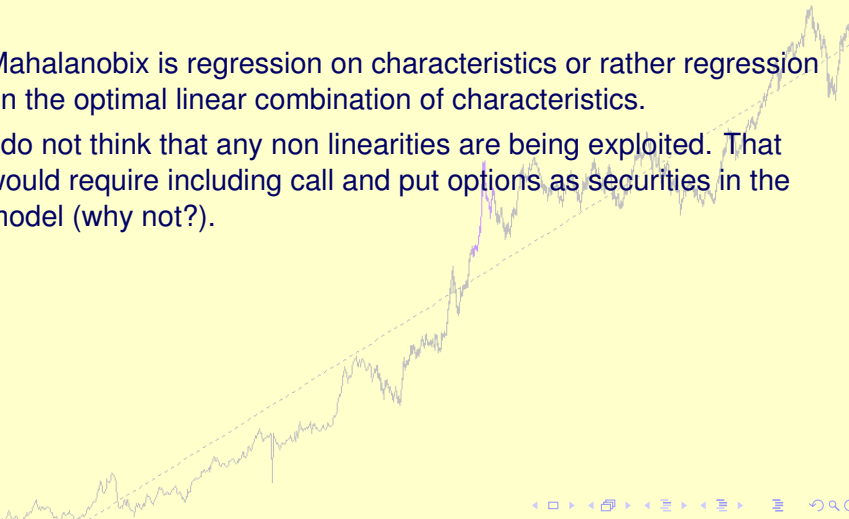 Mahalanobix is regression on characteristics or rather regression
n the optimal linear combination of characteristics.
do not think that any non linearities are being exploited. That
would require including call and put options as securities in the
model (why not?).